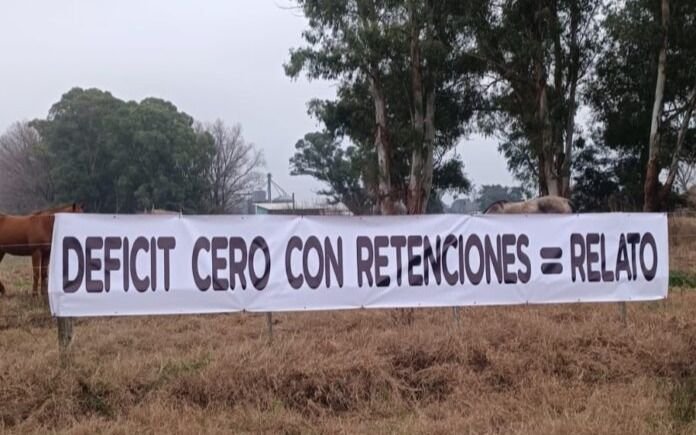 DEFICIT CERO CON RETENCIONES = RELATO